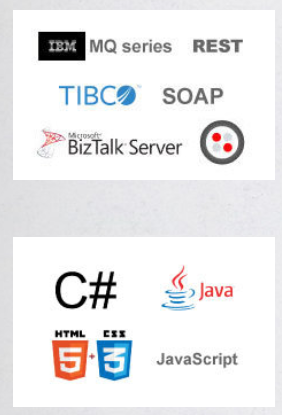 IBM MQ series REST
TIBCO SOAP
Microsoft
BizTalk Server
C# Java
HTML CSS
5 + 3 JavaScript